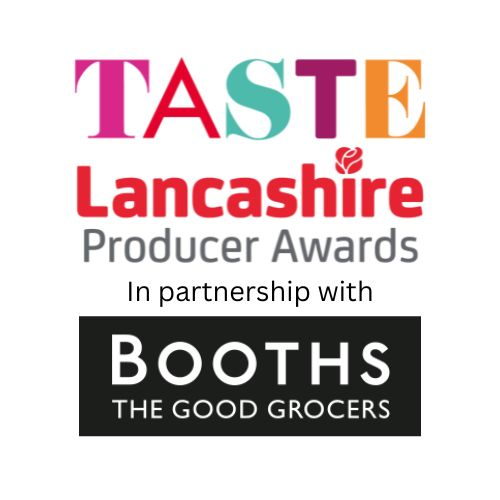 TASTE
Lancashire
Producer Awards
In partnership with
BOOTHS
THE GOOD GROCERS